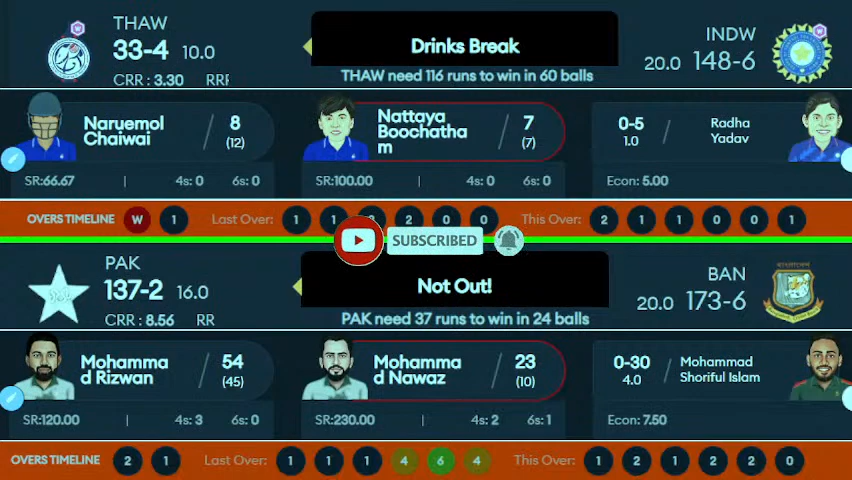 THAW
33-4 10.0
CRR : 3.30 RRF
Drinks Break
THAW need 116 runs to win in 60 balls
INDW
20.0 148-6
Naruemol
Chaiwai
8
(12)
Nattaya
Boochatha
m
7
(7)
0-5
1.0
Radha
Yadav
SR:66.67 | 4s: 0 6s: 0
SR:100.00 | 4s: 0 6s: 0
Econ: 5.00
OVERS TIMELINE W 1 Last Over: 1 1 2 0 0 This Over: 2 1 1 0 0 1
SUBSCRIBED
PAK
137-2 16.0
CRR : 8.56 RR
Not Out!
PAK need 37 runs to win in 24 balls
BAN
20.0 173-6
Mohamma
d Rizwan
54
(45)
Mohamma
d Nawaz
23
(10)
0-30
4.0
Mohammad
Shoriful Islam
SR:120.00 | 4s: 3 6s: 0
SR:230.00 | 4s: 2 6s: 1
Econ: 7.50
OVERS TIMELINE 2 1 Last Over: 1 1 1 4 6 4 This Over: 1 2 1 2 2 0